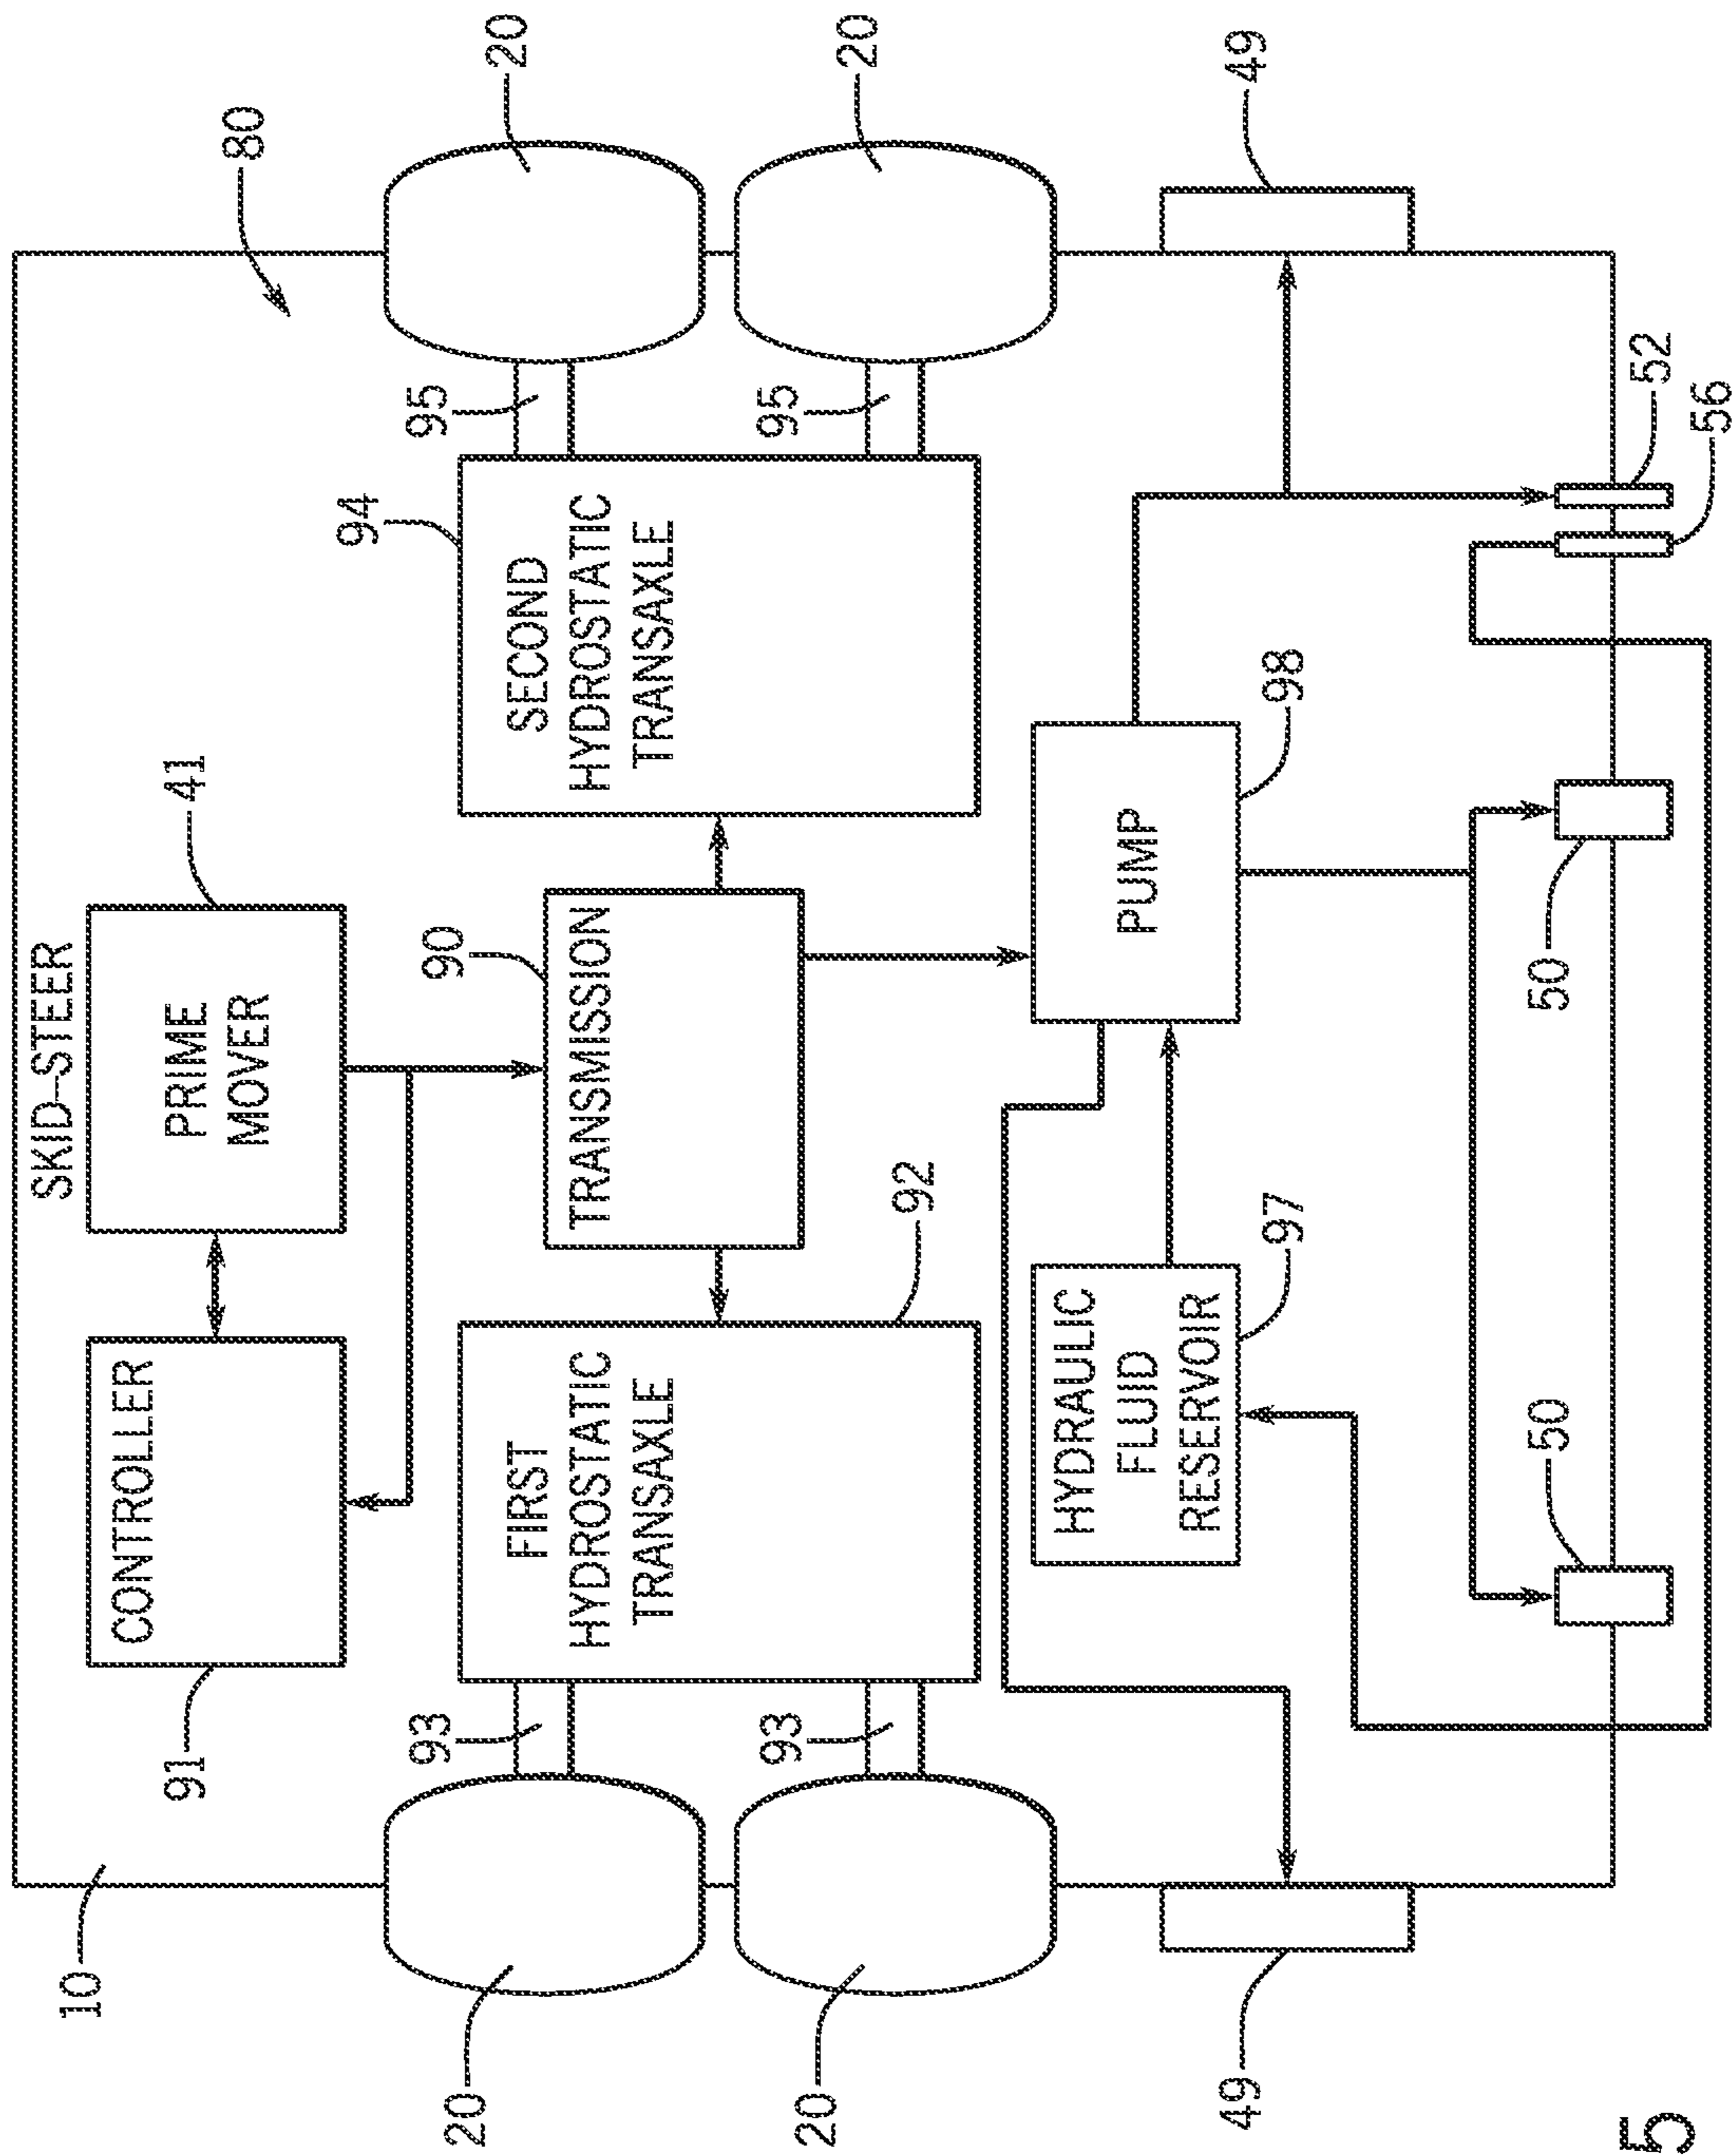 SKID-STEER
10
80
91
CONTROLLER
PRIME
MOVER
41
20
93
FIRST
HYDROSTATIC
TRANSAXLE
90
TRANSMISSION
94
SECOND
HYDROSTATIC
TRANSAXLE
95
20
20
93
92
95
20
HYDRAULIC
FLUID
RESERVOIR
97
PUMP
98
49
49
50
50
52
56
5